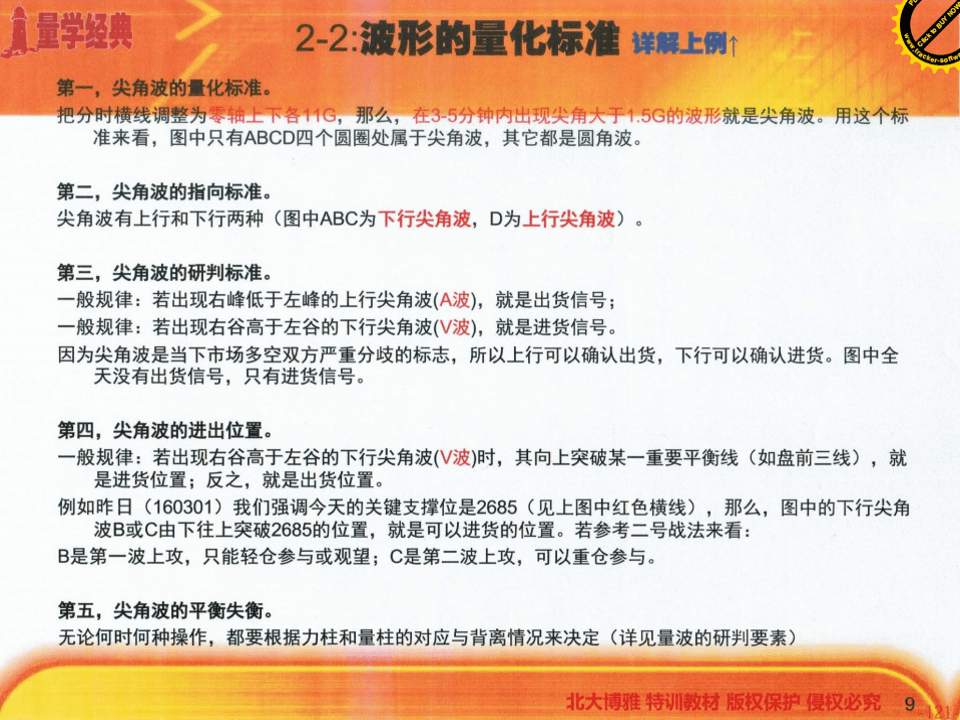 量学经典
2-2:波形的量化标准 详解上例↑
Click to BUY NOW
www.tracker-softw
第一，尖角波的量化标准。
把分时横线调整为零轴上下各11G，那么，在3-5分钟内出现尖角大于1.5G的波形就是尖角波。用这个标
准来看，图中只有ABCD四个圆圈处属于尖角波，其它都是圆角波。
第二，尖角波的指向标准。
尖角波有上行和下行两种（图中ABC为下行尖角波，D为上行尖角波）。
第三，尖角波的研判标准。
一般规律：若出现右峰低于左峰的上行尖角波(A波)，就是出货信号；
一般规律：若出现右谷高于左谷的下行尖角波(V波)，就是进货信号。
因为尖角波是当下市场多空双方严重分歧的标志，所以上行可以确认出货，下行可以确认进货。图中全
天没有出货信号，只有进货信号。
第四，尖角波的进出位置。
一般规律：若出现右谷高于左谷的下行尖角波(V波)时，其向上突破某一重要平衡线（如盘前三线），就
是进货位置；反之，就是出货位置。
例如昨日（160301）我们强调今天的关键支撑位是2685（见上图中红色横线），那么，图中的下行尖角
波B或C由下往上突破2685的位置，就是可以进货的位置。若参考二号战法来看：
B是第一波上攻，只能轻仓参与或观望；C是第二波上攻，可以重仓参与。
第五，尖角波的平衡失衡。
无论何时何种操作，都要根据力柱和量柱的对应与背离情况来决定（详见量波的研判要素）
北大博雅 特训教材 版权保护 侵权必究 9
-121-